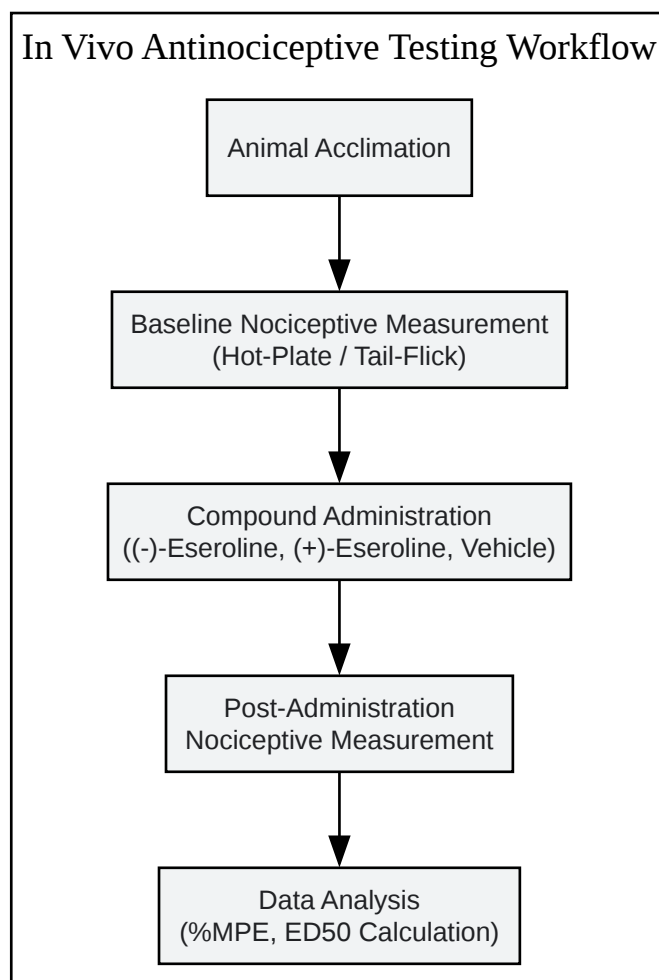 In Vivo Antinociceptive Testing Workflow
Animal Acclimation
Baseline Nociceptive Measurement
(Hot-Plate / Tail-Flick)
Compound Administration
((-)-Eseroline, (+)-Eseroline, Vehicle)
Post-Administration
Nociceptive Measurement
Data Analysis
(%MPE, ED50 Calculation)